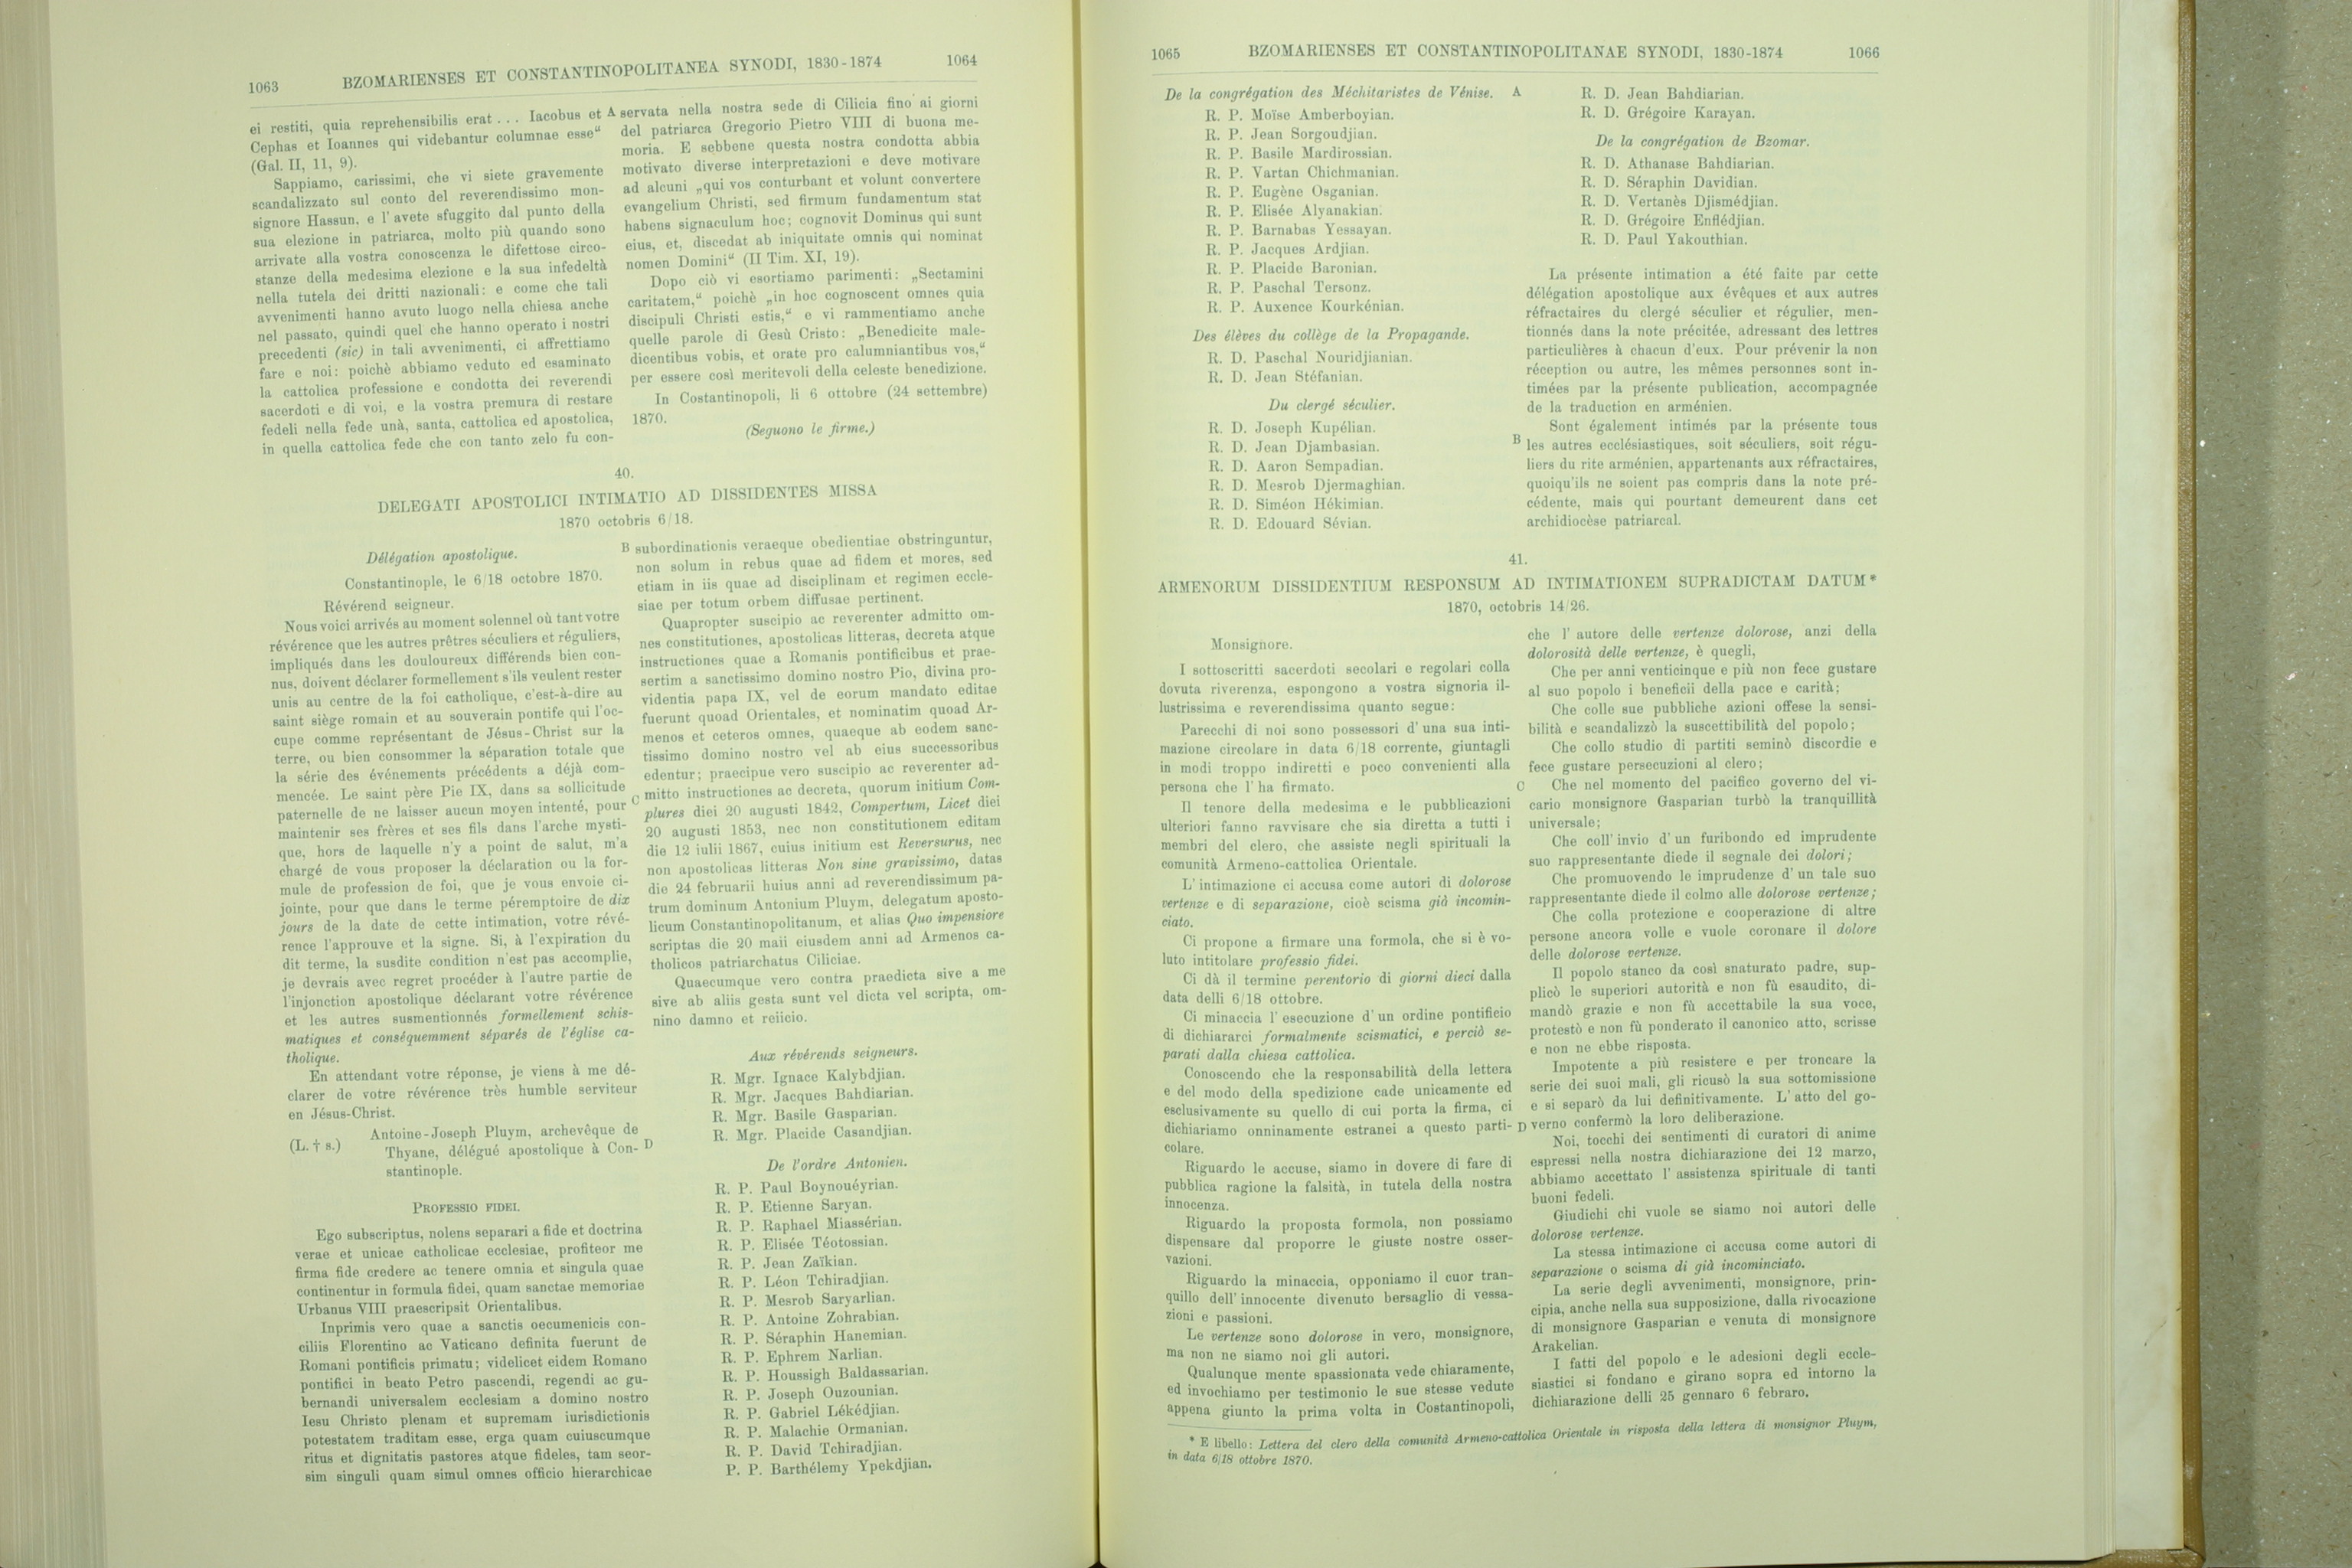 1063
BZOMARIENSES ET CONSTANTINOPOLITANEA SYNODI, 1830-1874
1064
ei restiti, quia reprehensibilis erat . . . Iacobus et
Cephas et Ioannes qui videbantur columnae esse“
(Gal. II, 11, 9).
Sappiamo, carissimi, che vi siete gravemente
scandalizzato sul conto del reverendissimo mon-
signore Hassun, e l' avete sfuggito dal punto della
sua elezione in patriarca, molto più quando sono
arrivate alla vostra conoscenza le difettose circo-
stanze della medesima elezione e la sua infedeltà
nella tutela dei dritti nazionali: e come che tali
avvenimenti hanno avuto luogo nella chiesa anche
nel passato, quindi quel che hanno operato i nostri
precedenti (sic) in tali avvenimenti, ci affrettiamo
fare e noi: poichè abbiamo veduto ed esaminato
la cattolica professione e condotta dei reverendi
sacerdoti e di voi, e la vostra premura di restare
fedeli nella fede unà, santa, cattolica ed apostolica,
in quella cattolica fede che con tanto zelo fu con-
A servata nella nostra sede di Cilicia fino ai giorni
del patriarca Gregorio Pietro VIII di buona me-
moria. E sebbene questa nostra condotta abbia
motivato diverse interpretazioni e deve motivare
ad alcuni „qui vos conturbant et volunt convertere
evangelium Christi, sed firmum fundamentum stat
habens signaculum hoc; cognovit Dominus qui sunt
eius, et, discedat ab iniquitate omnis qui nominat
nomen Domini“ (II Tim. XI, 19).
Dopo ciò vi esortiamo parimenti: „Sectamini
caritatem,“ poichè „in hoc cognoscent omnes quia
discipuli Christi estis,“ e vi rammentiamo anche
quelle parole di Gesù Cristo: „Benedicite male-
dicentibus vobis, et orate pro calumniantibus vos,“
per essere così meritevoli della celeste benedizione.
In Costantinopoli, li 6 ottobre (24 settembre)
1870.
(Seguono le firme.)
40.
DELEGATI APOSTOLICI INTIMATIO AD DISSIDENTES MISSA
1870 octobris 6/18.
Délégation apostolique.
Constantinople, le 6/18 octobre 1870.
Révérend seigneur.
Nous voici arrivés au moment solennel où tant votre
révérence que les autres prêtres séculiers et réguliers,
impliqués dans les douloureux différends bien con-
nus, doivent déclarer formellement s'ils veulent rester
unis au centre de la foi catholique, c'est-à-dire au
saint siège romain et au souverain pontife qui l'oc-
cupe comme représentant de Jésus-Christ sur la
terre, ou bien consommer la séparation totale que
la série des événements précédents a déjà com-
mencée. Le saint père Pie IX, dans sa sollicitude
paternelle de ne laisser aucun moyen intenté, pour
maintenir ses frères et ses fils dans l'arche mysti-
que, hors de laquelle n'y a point de salut, m'a
chargé de vous proposer la déclaration ou la for-
mule de profession de foi, que je vous envoie ci-
jointe, pour que dans le terme péremptoire de dix
jours de la date de cette intimation, votre révé-
rence l'approuve et la signe. Si, à l'expiration du
dit terme, la susdite condition n'est pas accomplie,
je devrais avec regret procéder à l'autre partie de
l'injonction apostolique déclarant votre révérence
et les autres susmentionnés formellement schis-
matiques et conséquemment séparés de l'église ca-
tholique.
En attendant votre réponse, je viens à me dé-
clarer de votre révérence très humble serviteur
en Jésus-Christ.
(L. † s.)
Antoine-Joseph Pluym, archevêque de
Thyane, délégué apostolique à Con-
stantinople.
PROFESSIO FIDEI.
Ego subscriptus, nolens separari a fide et doctrina
verae et unicae catholicae ecclesiae, profiteor me
firma fide credere ac tenere omnia et singula quae
continentur in formula fidei, quam sanctae memoriae
Urbanus VIII praescripsit Orientalibus.
Inprimis vero quae a sanctis oecumenicis con-
ciliis Florentino ac Vaticano definita fuerunt de
Romani pontificis primatu; videlicet eidem Romano
pontifici in beato Petro pascendi, regendi ac gu-
bernandi universalem ecclesiam a domino nostro
Iesu Christo plenam et supremam iurisdictionis
potestatem traditam esse, erga quam cuiuscumque
ritus et dignitatis pastores atque fideles, tam seor-
sim singuli quam simul omnes officio hierarchicae
B subordinationis veraeque obedientiae obstringuntur,
non solum in rebus quae ad fidem et mores, sed
etiam in iis quae ad disciplinam et regimen eccle-
siae per totum orbem diffusae pertinent.
Quapropter suscipio ac reverenter admitto om-
nes constitutiones, apostolicas litteras, decreta atque
instructiones quae a Romanis pontificibus et prae-
sertim a sanctissimo domino nostro Pio, divina pro-
videntia papa IX, vel de eorum mandato editae
fuerunt quoad Orientales, et nominatim quoad Ar-
menos et ceteros omnes, quaeque ab eodem sanc-
tissimo domino nostro vel ab eius successoribus
edentur; praecipue vero suscipio ac reverenter ad-
C mitto instructiones ac decreta, quorum initium Com-
plures diei 20 augusti 1842, Compertum, Licet diei
20 augusti 1853, nec non constitutionem editam
die 12 iulii 1867, cuius initium est Reversurus, nec
non apostolicas litteras Non sine gravissimo, datas
die 24 februarii huius anni ad reverendissimum pa-
trum dominum Antonium Pluym, delegatum aposto-
licum Constantinopolitanum, et alias Quo impensiore
scriptas die 20 maii eiusdem anni ad Armenos ca-
tholicos patriarchatus Ciliciae.
Quaecumque vero contra praedicta sive a me
sive ab aliis gesta sunt vel dicta vel scripta, om-
nino damno et reiicio.
Aux révérends seigneurs.
R. Mgr. Ignace Kalybdjian.
R. Mgr. Jacques Bahdiarian.
R. Mgr. Basile Gasparian.
R. Mgr. Placide Casandjian.
D
De l'ordre Antonien.
R. P. Paul Boynouéyrian.
R. P. Etienne Saryan.
R. P. Raphael Miassérian.
R. P. Elisée Téotossian.
R. P. Jean Zaïkian.
R. P. Léon Tchiradjian.
R. P. Mesrob Saryarlian.
R. P. Antoine Zohrabian.
R. P. Séraphin Hanemian.
R. P. Ephrem Narlian.
R. P. Houssigh Baldassarian.
R. P. Joseph Ouzounian.
R. P. Gabriel Lékédjian.
R. P. Malachie Ormanian.
R. P. David Tchiradjian.
P. P. Barthélemy Ypekdjian.
1065
BZOMARIENSES ET CONSTANTINOPOLITANAE SYNODI, 1830-1874
1066
De la congrégation des Méchitaristes de Vénise.
R. P. Moïse Amberboyian.
R. P. Jean Sorgoudjian.
R. P. Basile Mardirossian.
R. P. Vartan Chichmanian.
R. P. Eugène Osganian.
R. P. Elisée Alyanakian.
R. P. Barnabas Yessayan.
R. P. Jacques Ardjian.
R. P. Placide Baronian.
R. P. Paschal Tersonz.
R. P. Auxence Kourkénian.
Des élèves du collège de la Propagande.
R. D. Paschal Nouridjianian.
R. D. Jean Stéfanian.
Du clergé séculier.
R. D. Joseph Kupélian.
R. D. Jean Djambasian.
R. D. Aaron Sempadian.
R. D. Mesrob Djermaghian.
R. D. Siméon Hékimian.
R. D. Edouard Sévian.
A
R. D. Jean Bahdiarian.
R. D. Grégoire Karayan.
De la congrégation de Bzomar.
R. D. Athanase Bahdiarian.
R. D. Séraphin Davidian.
R. D. Vertanès Djismédjian.
R. D. Grégoire Enflédjian.
R. D. Paul Yakouthian.
La présente intimation a été faite par cette
délégation apostolique aux évêques et aux autres
réfractaires du clergé séculier et régulier, men-
tionnés dans la note précitée, adressant des lettres
particulières à chacun d'eux. Pour prévenir la non
réception ou autre, les mêmes personnes sont in-
timées par la présente publication, accompagnée
de la traduction en arménien.
Sont également intimés par la présente tous
B les autres ecclésiastiques, soit séculiers, soit régu-
liers du rite arménien, appartenants aux réfractaires,
quoiqu'ils ne soient pas compris dans la note pré-
cédente, mais qui pourtant demeurent dans cet
archidiocèse patriarcal.
41.
ARMENORUM DISSIDENTIUM RESPONSUM AD INTIMATIONEM SUPRADICTAM DATUM*
1870, octobris 14/26.
Monsignore.
I sottoscritti sacerdoti secolari e regolari colla
dovuta riverenza, espongono a vostra signoria il-
lustrissima e reverendissima quanto segue:
Parecchi di noi sono possessori d' una sua inti-
mazione circolare in data 6/18 corrente, giuntagli
in modi troppo indiretti e poco convenienti alla
persona che l' ha firmato.
Il tenore della medesima e le pubblicazioni
ulteriori fanno ravvisare che sia diretta a tutti i
membri del clero, che assiste negli spirituali la
comunità Armeno-cattolica Orientale.
L' intimazione ci accusa come autori di dolorose
vertenze e di separazione, cioè scisma già incomin-
ciato.
Ci propone a firmare una formola, che si è vo-
luto intitolare professio fidei.
Ci dà il termine perentorio di giorni dieci dalla
data delli 6/18 ottobre.
Ci minaccia l' esecuzione d' un ordine pontificio
di dichiararci formalmente scismatici, e perciò se-
parati dalla chiesa cattolica.
Conoscendo che la responsabilità della lettera
e del modo della spedizione cade unicamente ed
esclusivamente su quello di cui porta la firma, ci
dichiariamo onninamente estranei a questo parti-
colare.
Riguardo le accuse, siamo in dovere di fare di
pubblica ragione la falsità, in tutela della nostra
innocenza.
Riguardo la proposta formola, non possiamo
dispensare dal proporre le giuste nostre osser-
vazioni.
Riguardo la minaccia, opponiamo il cuor tran-
quillo dell' innocente divenuto bersaglio di vessa-
zioni e passioni.
Le vertenze sono dolorose in vero, monsignore,
ma non ne siamo noi gli autori.
Qualunque mente spassionata vede chiaramente,
ed invochiamo per testimonio le sue stesse vedute
appena giunto la prima volta in Costantinopoli,
che l' autore delle vertenze dolorose, anzi della
dolorosità delle vertenze, è quegli,
Che per anni venticinque e più non fece gustare
al suo popolo i beneficii della pace e carità;
Che colle sue pubbliche azioni offese la sensi-
bilità e scandalizzò la suscettibilità del popolo;
Che collo studio di partiti seminò discordie e
fece gustare persecuzioni al clero;
C Che nel momento del pacifico governo del vi-
cario monsignore Gasparian turbò la tranquillità
universale;
Che coll' invio d' un furibondo ed imprudente
suo rappresentante diede il segnale dei dolori;
Che promuovendo le imprudenze d' un tale suo
rappresentante diede il colmo alle dolorose vertenze;
Che colla protezione e cooperazione di altre
persone ancora volle e vuole coronare il dolore
delle dolorose vertenze.
Il popolo stanco da così snaturato padre, sup-
plicò le superiori autorità e non fù esaudito, di-
mandò grazie e non fù accettabile la sua voce,
protestò e non fù ponderato il canonico atto, scrisse
e non ne ebbe risposta.
Impotente a più resistere e per troncare la
serie dei suoi mali, gli ricusò la sua sottomissione
e si separò da lui definitivamente. L' atto del go-
D verno confermò la loro deliberazione.
Noi, tocchi dei sentimenti di curatori di anime
espressi nella nostra dichiarazione dei 12 marzo,
abbiamo accettato l' assistenza spirituale di tanti
buoni fedeli.
Giudichi chi vuole se siamo noi autori delle
dolorose vertenze.
La stessa intimazione ci accusa come autori di
separazione o scisma di già incominciato.
La serie degli avvenimenti, monsignore, prin-
cipia, anche nella sua supposizione, dalla rivocazione
di monsignore Gasparian e venuta di monsignore
Arakelian.
I fatti del popolo e le adesioni degli eccle-
siastici si fondano e girano sopra ed intorno la
dichiarazione delli 25 gennaro 6 febraro.
* E libello: Lettera del clero della comunità Armeno-cattolica Orientale in risposta della lettera di monsignor Pluym,
in data 6/18 ottobre 1870.